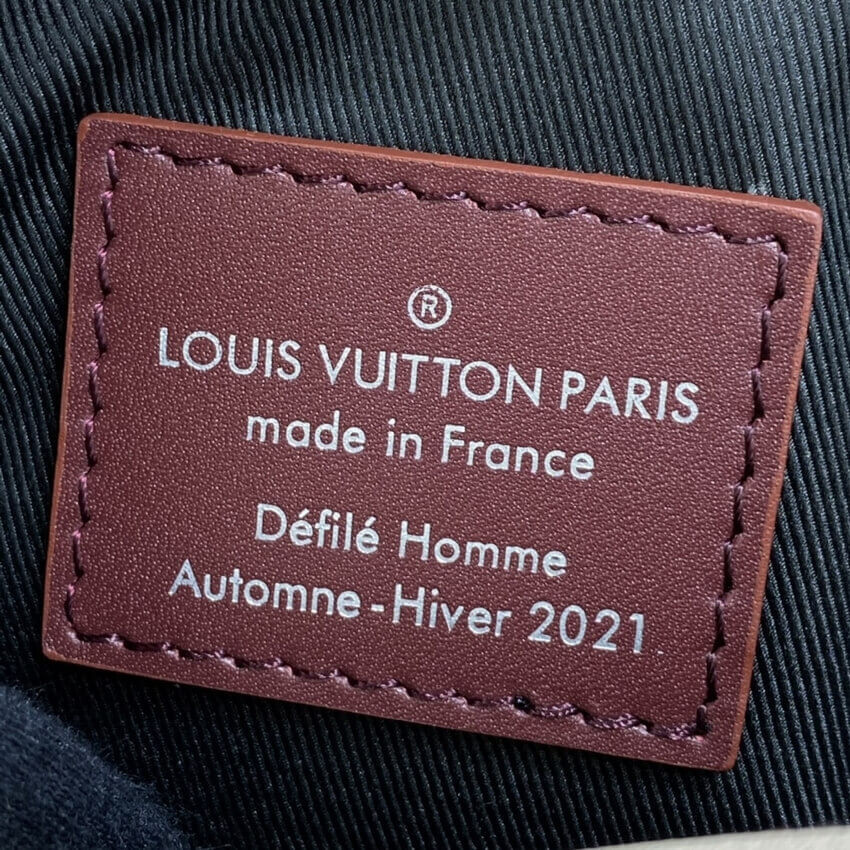 ®
LOUIS VUITTON PARIS
made in France
Défilé Homme
Automne-Hiver 2021